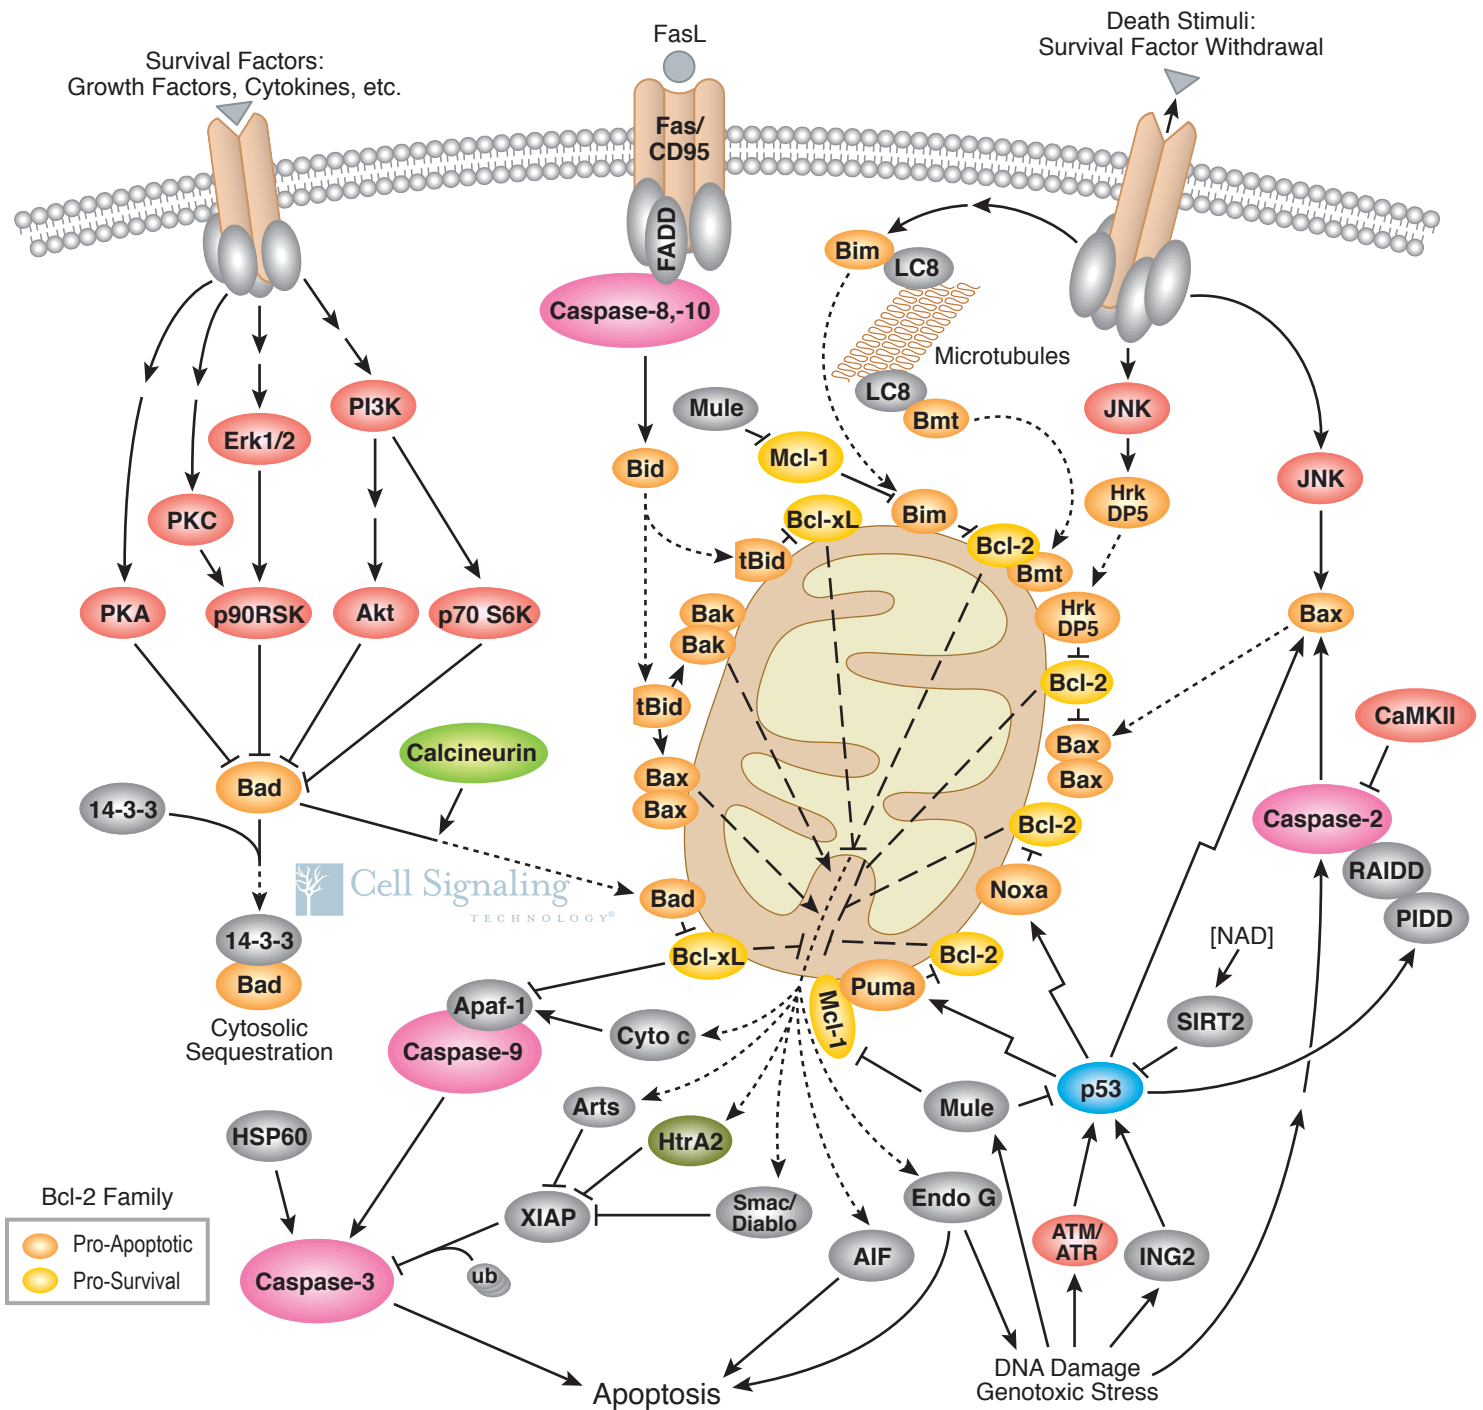 Death Stimuli:
Survival Factor Withdrawal
FasL
Survival Factors:
Growth Factors, Cytokines, etc.
Fas/
CD95
FADD
Bim
LC8
Caspase-8,-10
Microtubules
LC8
Bmt
PI3K
Mule
JNK
Erk1/2
Mcl-1
Bid
JNK
Hrk
DP5
PKC
Bcl-xL
Bim
Bcl-2
tBid
Bmt
PKA
p90RSK
Akt
p70 S6K
Bak
Bak
Hrk
DP5
Bax
Bcl-2
tBid
CaMKII
Bax
Bax
Calcineurin
Bax
Bax
Bad
14-3-3
Bcl-2
Caspase-2
RAIDD
Cell Signaling
TECHNOLOGY®
Bad
Noxa
PIDD
14-3-3
Bad
[NAD]
Bcl-xL
Bcl-2
Puma
Mcl-1
Apaf-1
Cytosolic
Sequestration
Cyto c
SIRT2
Caspase-9
p53
Arts
Mule
HSP60
HtrA2
Bcl-2 Family
Pro-Apoptotic
Pro-Survival
XIAP
Smac/
Diablo
Endo G
ATM/
ATR
ING2
AIF
Caspase-3
ub
DNA Damage
Genotoxic Stress
Apoptosis